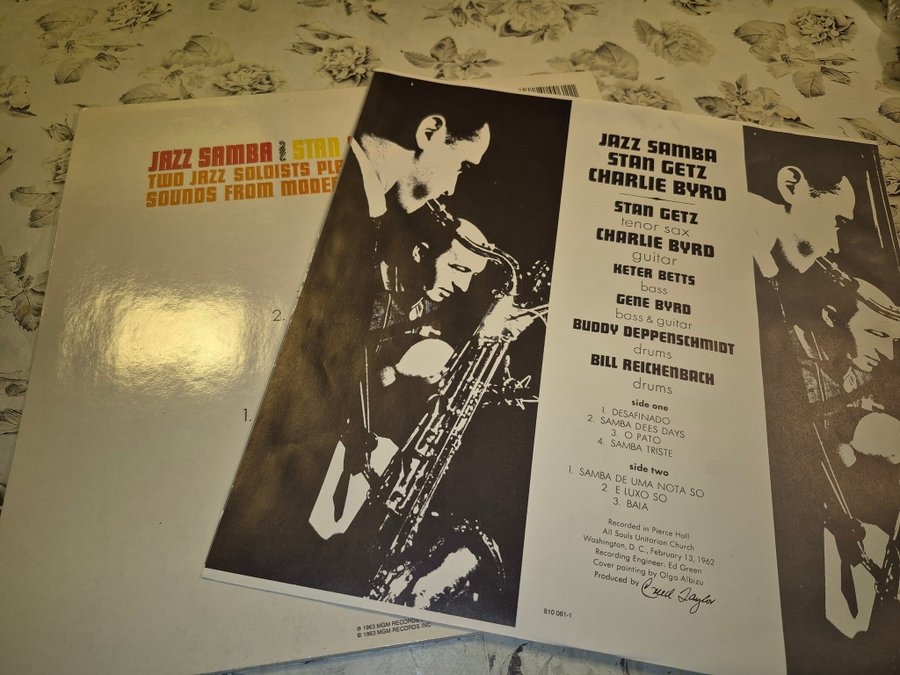 JAZZ SAMBA STAN
TWO JAZZ SOLOISTS
SOUNDS FROM
2.
1.
℗ 1963 MGM RECORDS
© 1963 MGM RECORDS INC
JAZZ SAMBA
STAN GETZ
CHARLIE BYRD
STAN GETZ
tenor sax
CHARLIE BYRD
guitar
KETER BETTS
bass
GENE BYRD
bass & guitar
BUDDY DEPPENSCHMIDT
drums
BILL REICHENBACH
drums
side one
1. DESAFINADO
2. SAMBA DEES DAYS
3. O PATO
4. SAMBA TRISTE
side two
1. SAMBA DE UMA NOTA SO
2. E LUXO SO
3. BAIA
Recorded in Pierce Hall
All Souls Unitarian Church
Washington, D.C., February 13, 1962
Recording Engineer: Ed Green
Cover painting by Olga Albizu
Produced by Creed Taylor
810 061-1